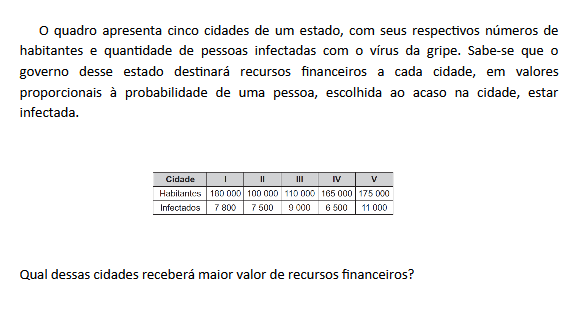 O quadro apresenta cinco cidades de um estado, com seus respectivos números de
habitantes e quantidade de pessoas infectadas com o vírus da gripe. Sabe-se que o
governo desse estado destinará recursos financeiros a cada cidade, em valores
proporcionais à probabilidade de uma pessoa, escolhida ao acaso na cidade, estar
infectada.
Cidade I II III IV V
Habitantes 180 000 100 000 110 000 165 000 175 000
Infectados 7 800 7 500 9 000 6 500 11 000
Qual dessas cidades receberá maior valor de recursos financeiros?